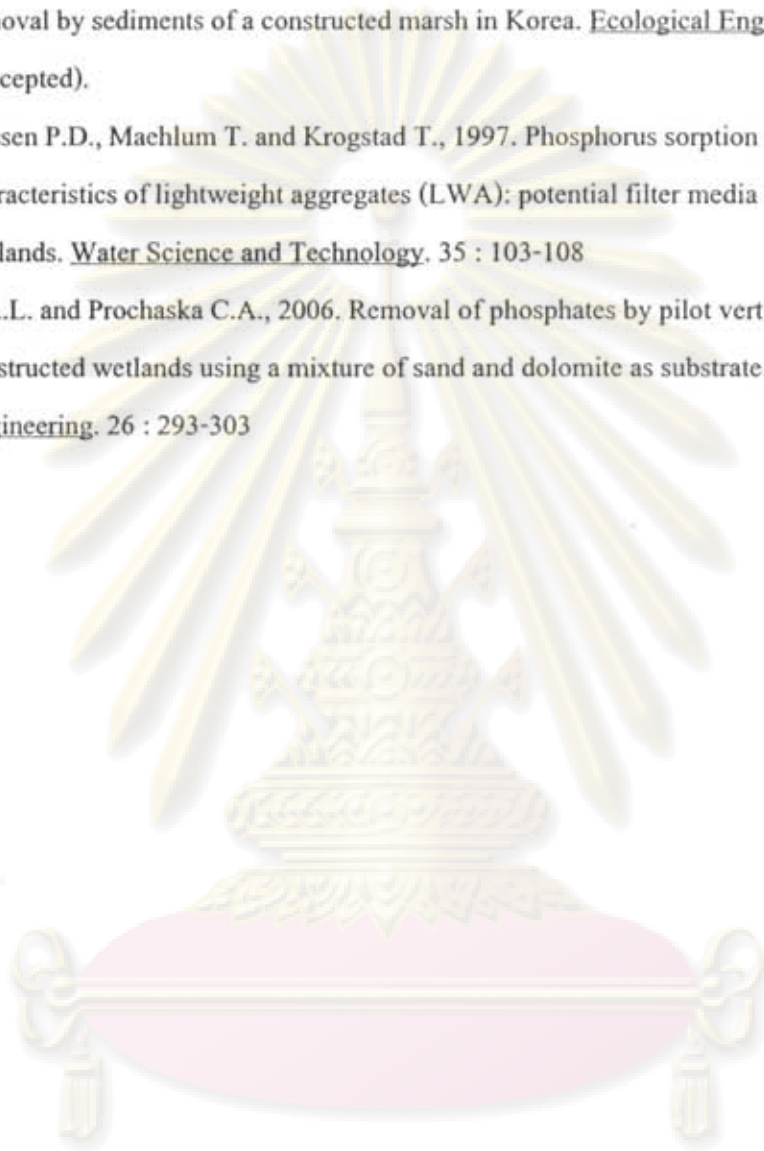 noval by sediments of a constructed marsh in Korea. Ecological Eng
cepted).
sen P.D., Maehlum T. and Krogstad T., 1997. Phosphorus sorption
racteristics of lightweight aggregates (LWA): potential filter media
lands. Water Science and Technology. 35 : 103-108
.L. and Prochaska C.A., 2006. Removal of phosphates by pilot vert
structed wetlands using a mixture of sand and dolomite as substrate
gineering. 26 : 293-303